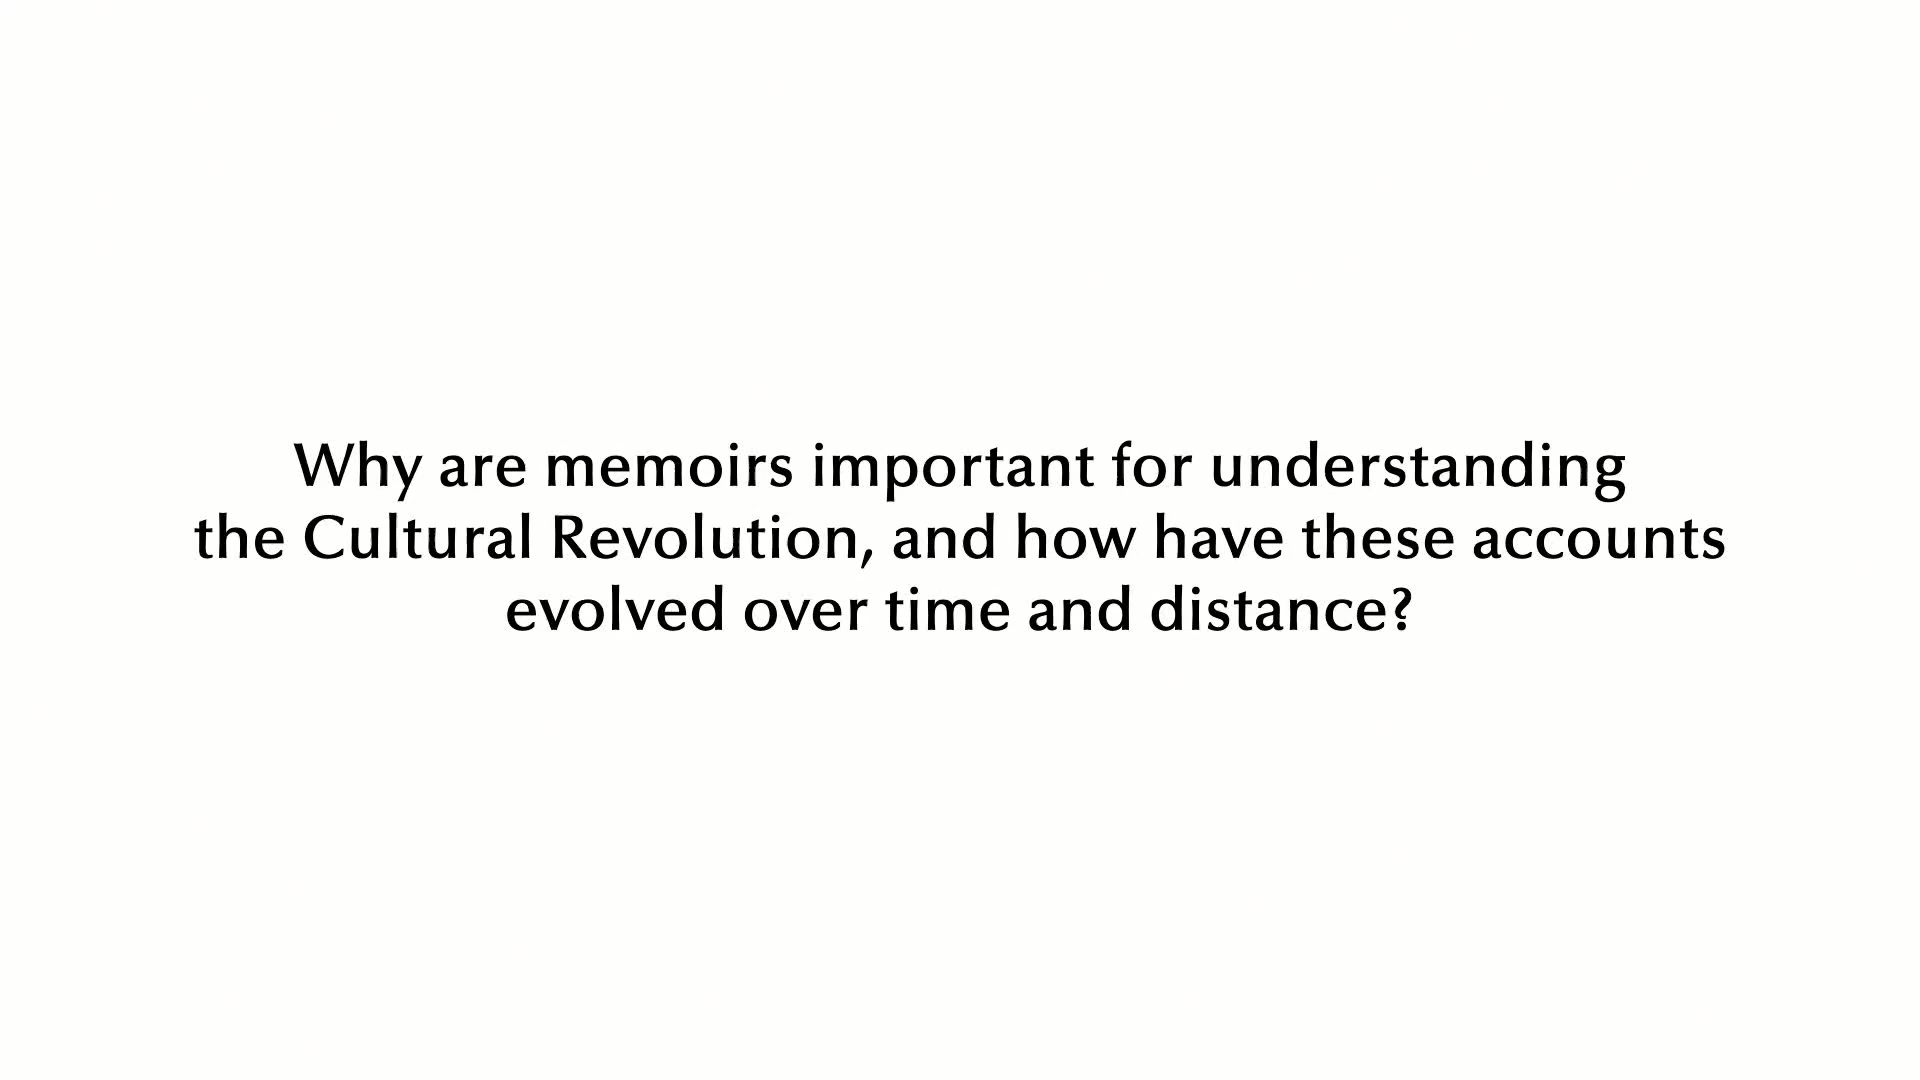 Why are memoirs important for understanding
the Cultural Revolution, and how have these accounts
evolved over time and distance?